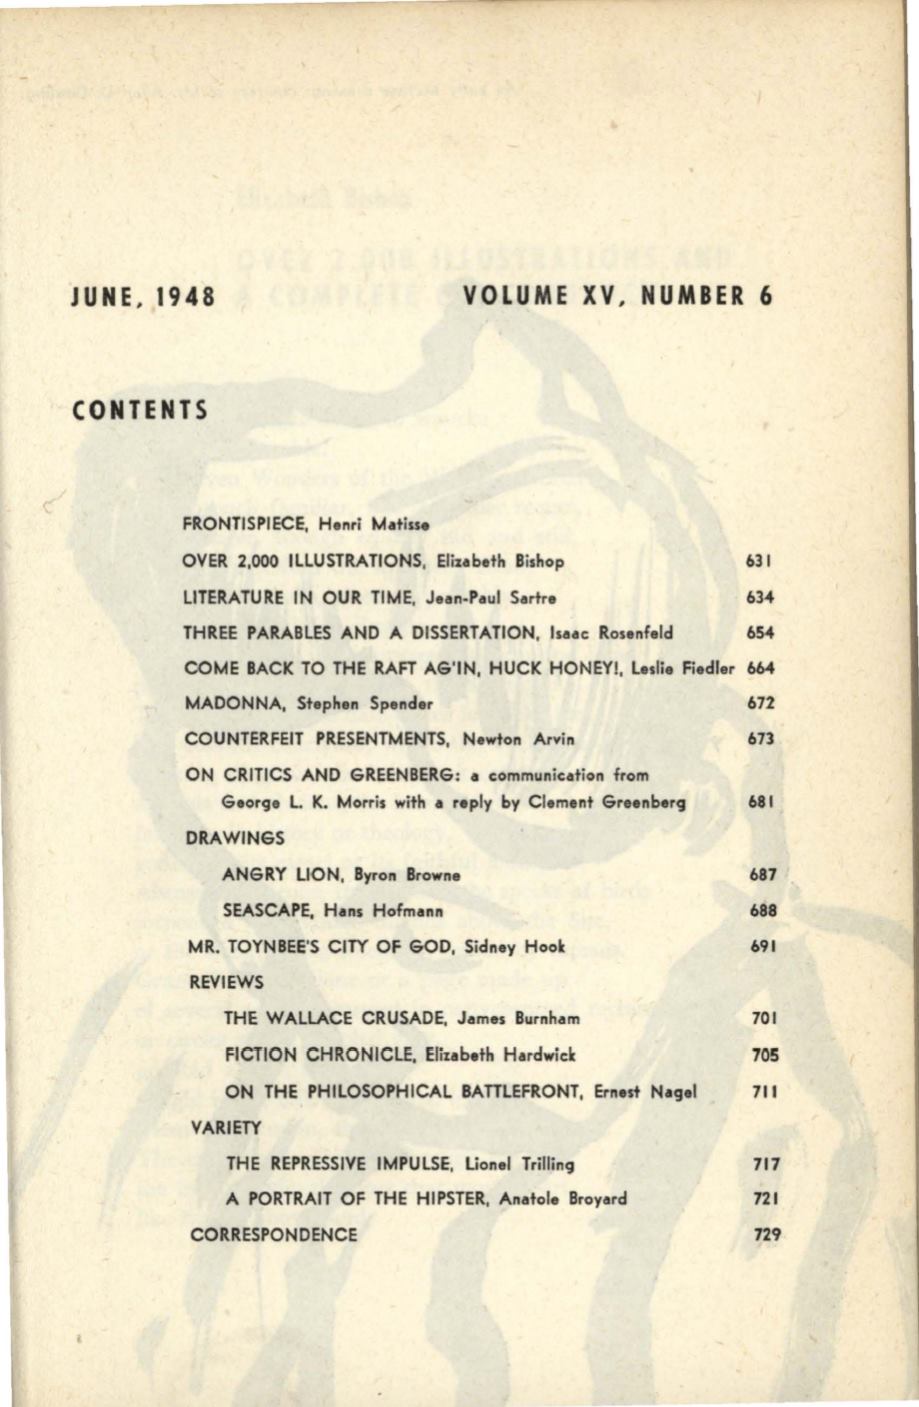 JUNE, 1948 VOLUME XV, NUMBER 6
CONTENTS
FRONTISPIECE, Henri Matisse
OVER 2,000 ILLUSTRATIONS, Elizabeth Bishop 631
LITERATURE IN OUR TIME, Jean-Paul Sartre 634
THREE PARABLES AND A DISSERTATION, Isaac Rosenfeld 654
COME BACK TO THE RAFT AG'IN, HUCK HONEY!, Leslie Fiedler 664
MADONNA, Stephen Spender 672
COUNTERFEIT PRESENTMENTS, Newton Arvin 673
ON CRITICS AND GREENBERG: a communication from
George L. K. Morris with a reply by Clement Greenberg 681
DRAWINGS
ANGRY LION, Byron Browne 687
SEASCAPE, Hans Hofmann 688
MR. TOYNBEE'S CITY OF GOD, Sidney Hook 691
REVIEWS
THE WALLACE CRUSADE, James Burnham 701
FICTION CHRONICLE, Elizabeth Hardwick 705
ON THE PHILOSOPHICAL BATTLEFRONT, Ernest Nagel 711
VARIETY
THE REPRESSIVE IMPULSE, Lionel Trilling 717
A PORTRAIT OF THE HIPSTER, Anatole Broyard 721
CORRESPONDENCE 729